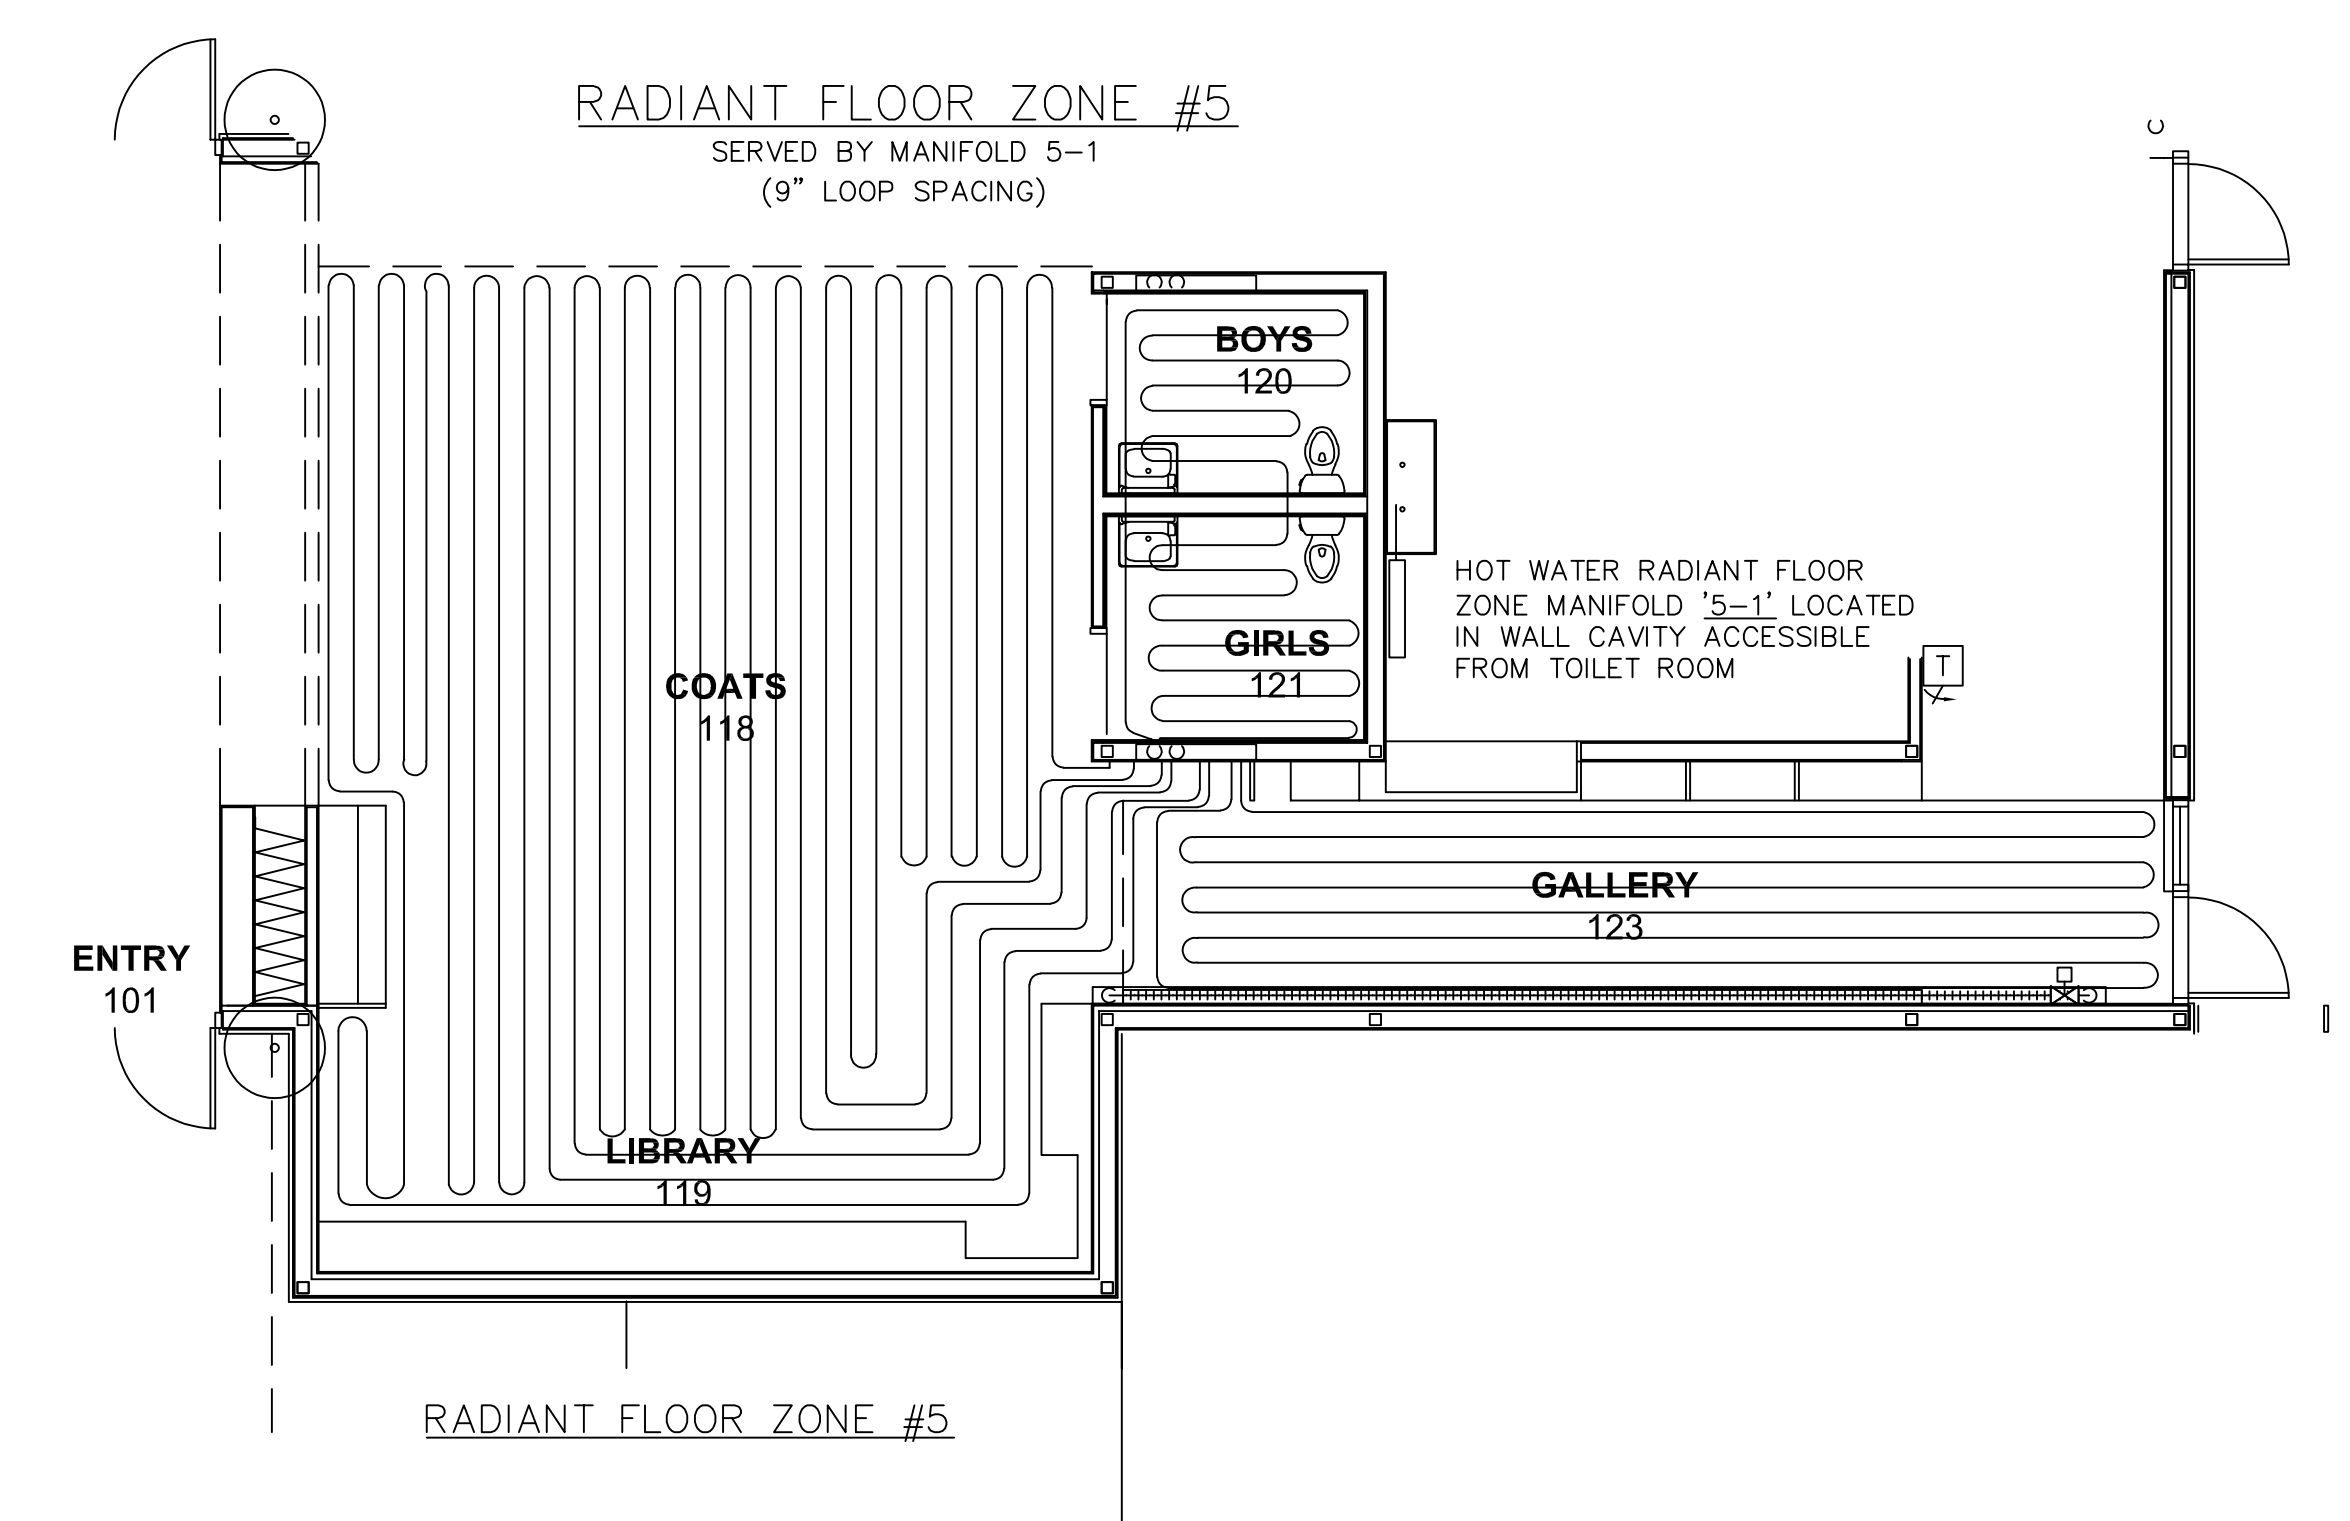 RADIANT FLOOR ZONE #5
SERVED BY MANIFOLD 5-1
(9" LOOP SPACING)
BOYS
120
HOT WATER RADIANT FLOOR
ZONE MANIFOLD '5-1' LOCATED
IN WALL CAVITY ACCESSIBLE
FROM TOILET ROOM
T
GIRLS
121
COATS
118
GALLERY
123
ENTRY
101
LIBRARY
119
RADIANT FLOOR ZONE #5